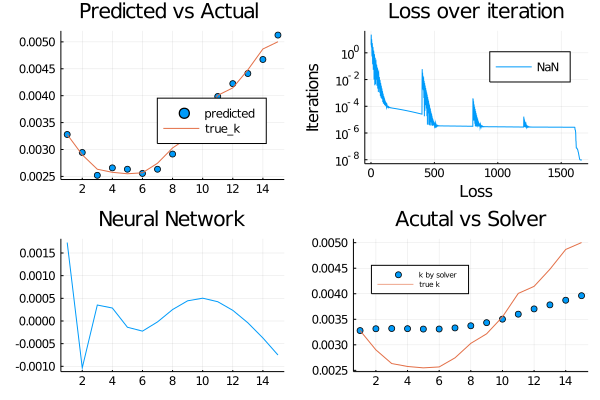 Predicted vs Actual
0.0050
0.0045
0.0040
0.0035
0.0030
0.0025
predicted
true_k
2 4 6 8 10 12 14
Loss over iteration
Iterations
10⁰
10⁻²
10⁻⁴
10⁻⁶
10⁻⁸
NaN
0 500 1000 1500
Loss
Neural Network
0.0015
0.0010
0.0005
0.0000
-0.0005
-0.0010
2 4 6 8 10 12 14
Acutal vs Solver
0.0050
0.0045
0.0040
0.0035
0.0030
0.0025
k by solver
true k
2 4 6 8 10 12 14